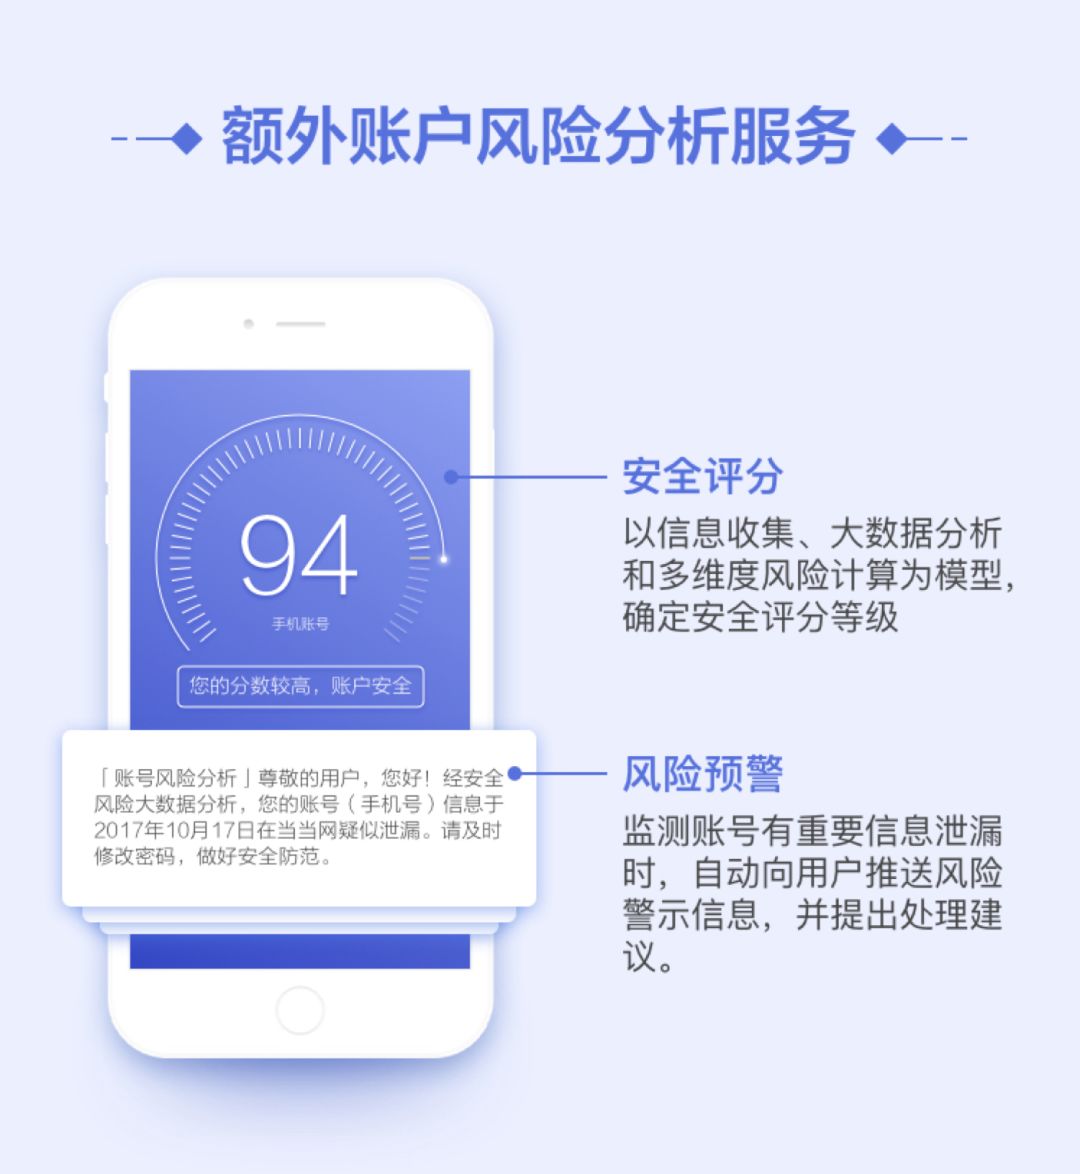 额外账户风险分析服务
94
手机账号
您的分数较高，账户安全
安全评分
以信息收集、大数据分析
和多维度风险计算为模型，
确定安全评分等级
「账号风险分析」尊敬的用户，您好！经安全
风险大数据分析，您的账号（手机号）信息于
2017年10月17日在当当网疑似泄漏。请及时
修改密码，做好安全防范。
风险预警
监测账号有重要信息泄漏
时，自动向用户推送风险
警示信息，并提出处理建
议。